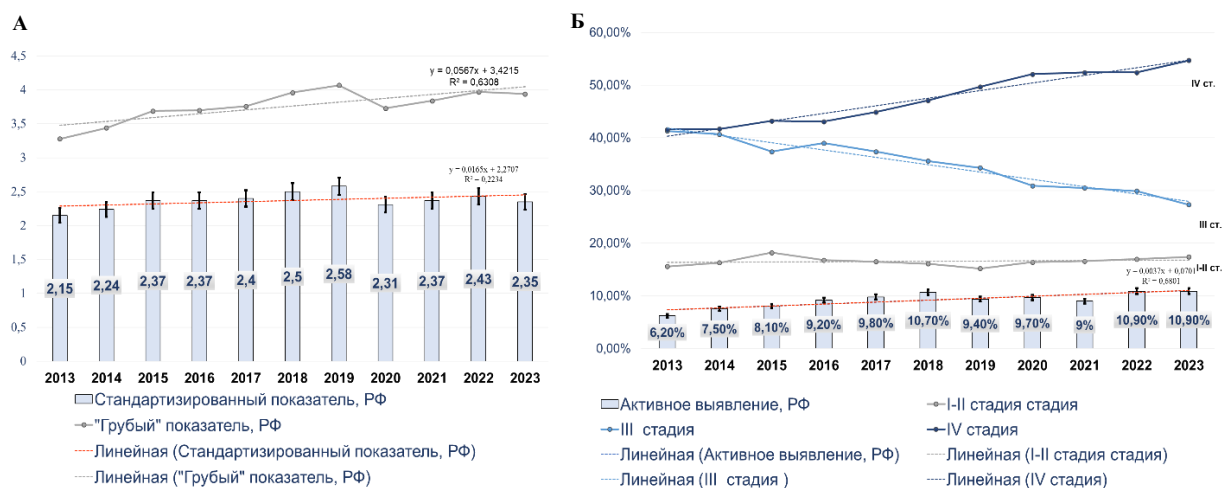 А
4,5
4
3,5
3
2,5
2
1,5
1
0,5
0
y = 0,0567x + 3,4215
R² = 0,6308
y = 0,0165x + 2,2707
R² = 0,2234
2,15 2,24 2,37 2,37 2,4 2,5 2,58 2,31 2,37 2,43 2,35
2013 2014 2015 2016 2017 2018 2019 2020 2021 2022 2023
Стандартизированный показатель, РФ
"Грубый" показатель, РФ
Линейная (Стандартизированный показатель, РФ)
Линейная ("Грубый" показатель, РФ)
Б
60,00%
50,00%
40,00%
30,00%
20,00%
10,00%
0,00%
IV ст.
III ст.
I-II ст.
y = 0,0037x + 0,0701
R² = 0,6801
6,20% 7,50% 8,10% 9,20% 9,80% 10,70% 9,40% 9,70% 9% 10,90% 10,90%
2013 2014 2015 2016 2017 2018 2019 2020 2021 2022 2023
Активное выявление, РФ
I-II стадия стадия
III стадия
IV стадия
Линейная (Активное выявление, РФ)
Линейная (I-II стадия стадия)
Линейная (III стадия )
Линейная (IV стадия)